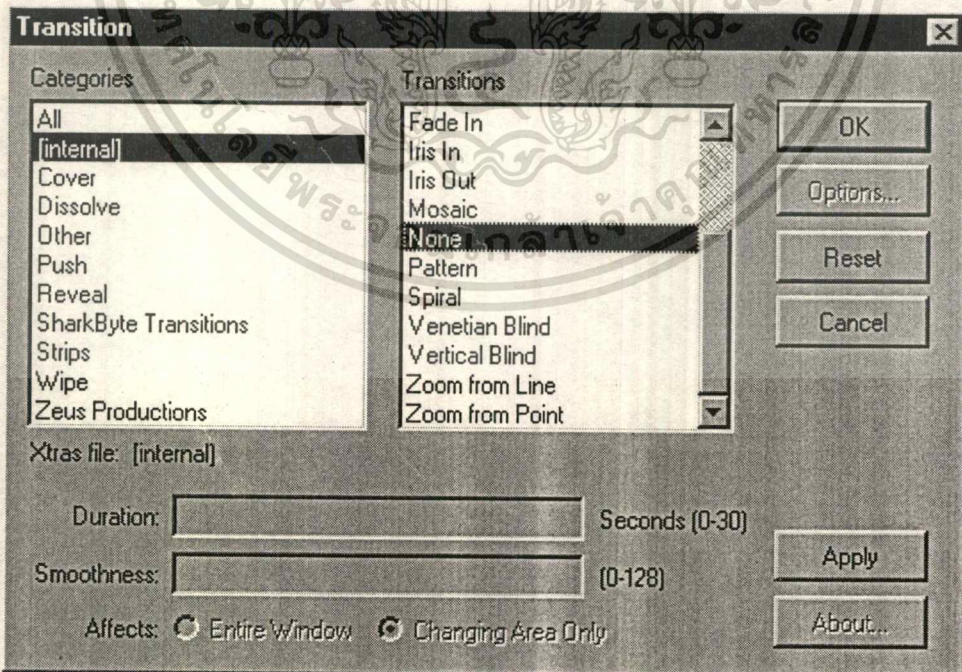 Transition
Categories
All
[internal]
Cover
Dissolve
Other
Push
Reveal
SharkByte Transitions
Strips
Wipe
Zeus Productions
Transitions
Fade In
Iris In
Iris Out
Mosaic
None
Pattern
Spiral
Venetian Blind
Vertical Blind
Zoom from Line
Zoom from Point
OK
Options...
Reset
Cancel
Xtras file: [internal]
Duration: Seconds (0-30)
Smoothness: (0-128)
Affects: Entire Window Changing Area Only
Apply
About...